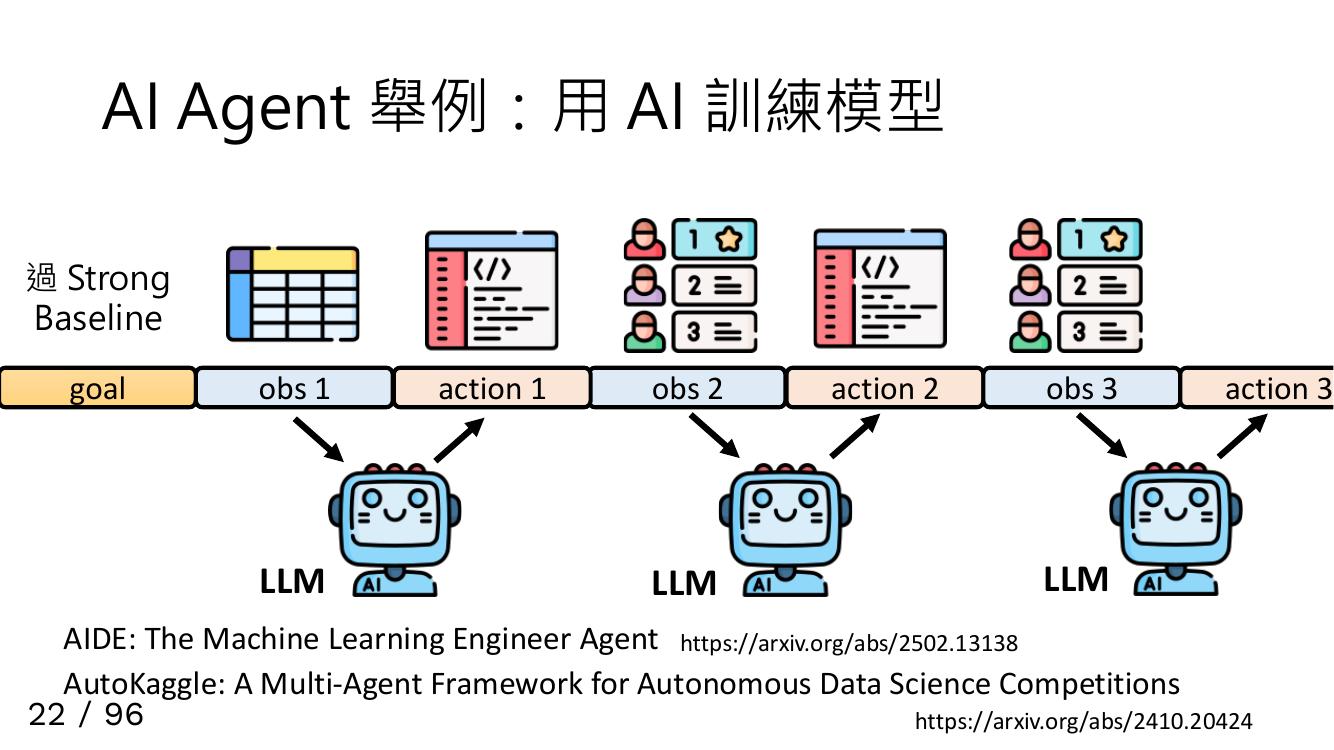 AI Agent 舉例：用 AI 訓練模型
過 Strong
Baseline
1
2
3
1
2
3
goal
obs 1
action 1
obs 2
action 2
obs 3
action 3
LLM
AI
LLM
AI
LLM
AI
AIDE: The Machine Learning Engineer Agent https://arxiv.org/abs/2502.13138
AutoKaggle: A Multi-Agent Framework for Autonomous Data Science Competitions
22 / 96
https://arxiv.org/abs/2410.20424